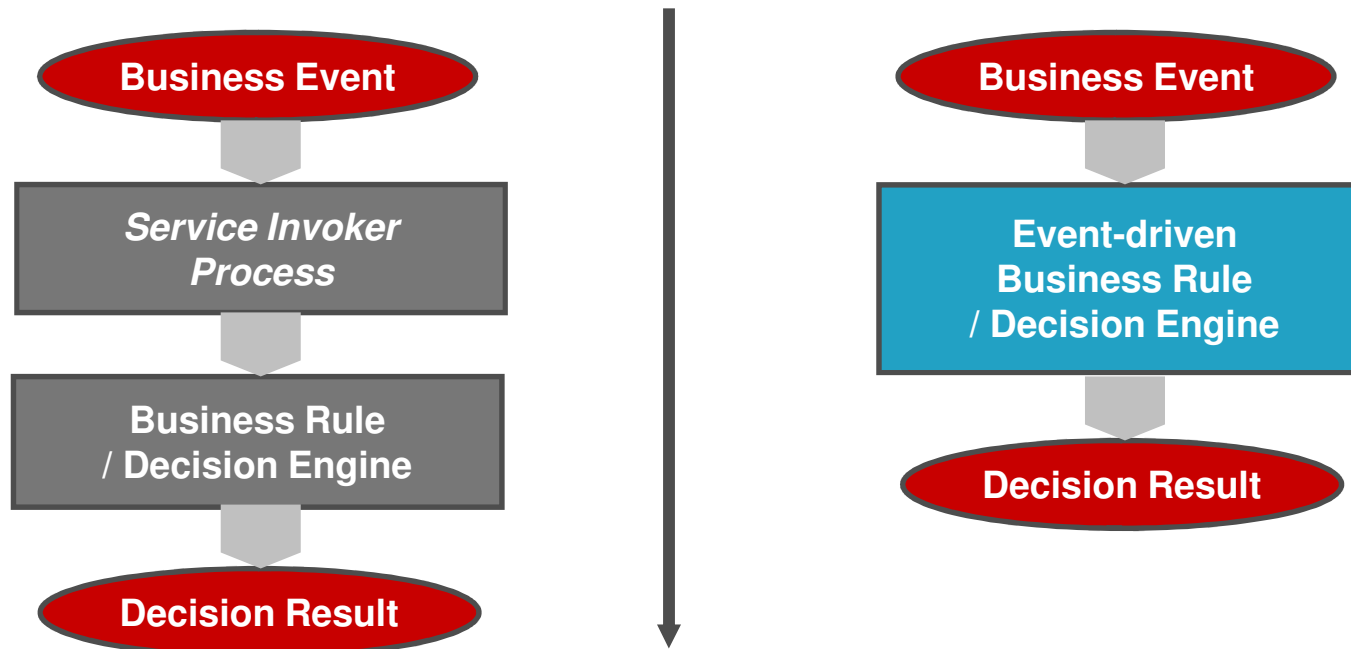 Business Event
Service Invoker
Process
Business Rule
/ Decision Engine
Decision Result
Business Event
Event-driven
Business Rule
/ Decision Engine
Decision Result